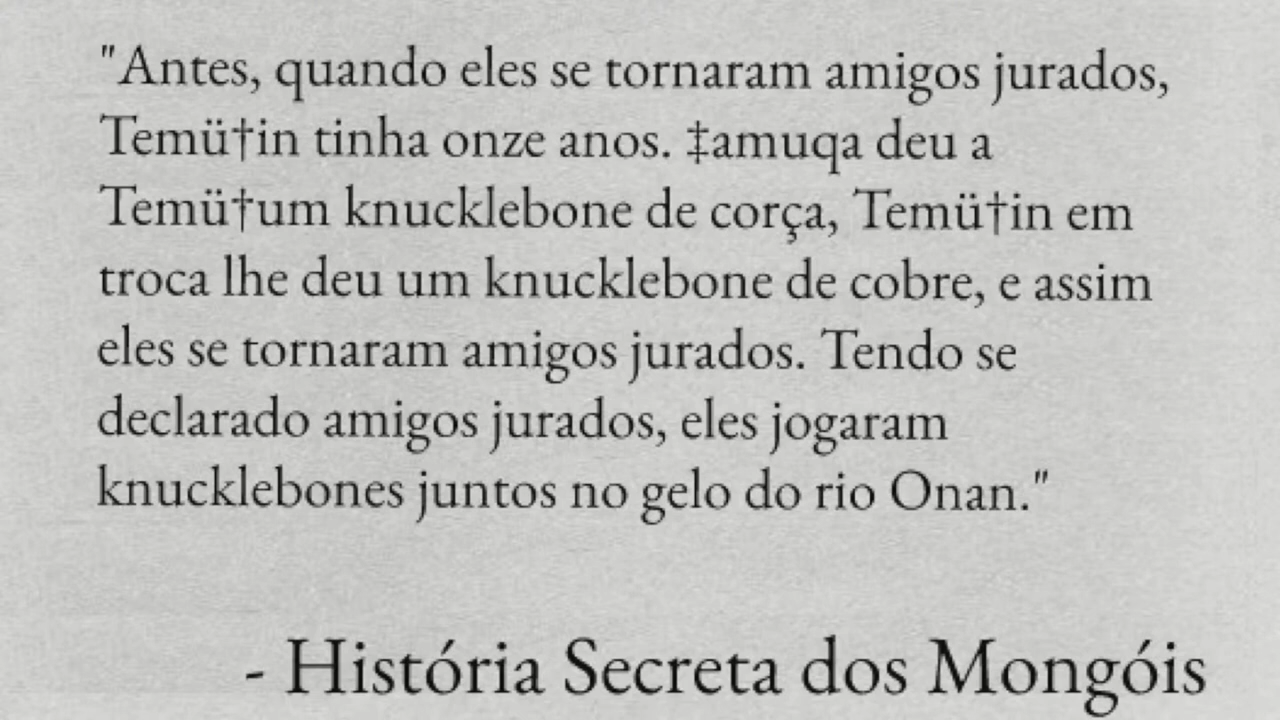 "Antes, quando eles se tornaram amigos jurados,
Temü†in tinha onze anos. ‡amuqa deu a
Temü†um knucklebone de corça, Temü†in em
troca lhe deu um knucklebone de cobre, e assim
eles se tornaram amigos jurados. Tendo se
declarado amigos jurados, eles jogaram
knucklebones juntos no gelo do rio Onan."
- História Secreta dos Mongóis